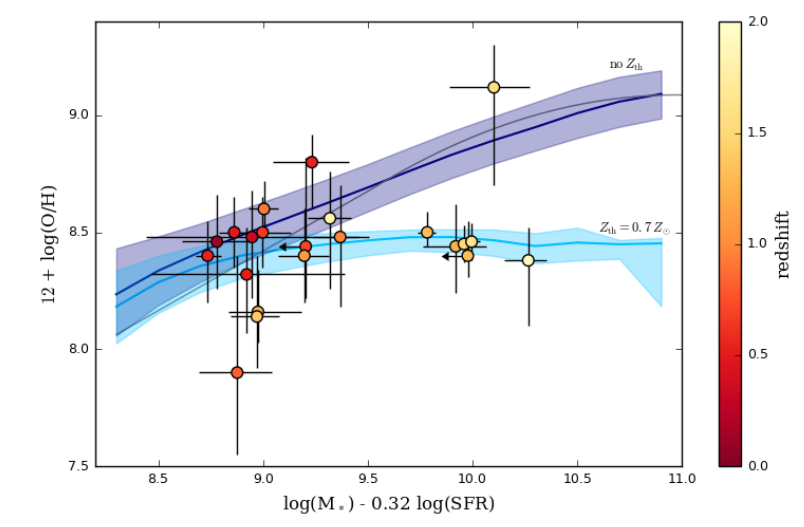 2.0
no Z_th
9.0
1.5
12 + log(O/H)
8.5
Z_th = 0.7 Z_⊙
1.0
redshift
8.0
0.5
7.5
0.0
8.5 9.0 9.5 10.0 10.5 11.0
log(M_*) - 0.32 log(SFR)